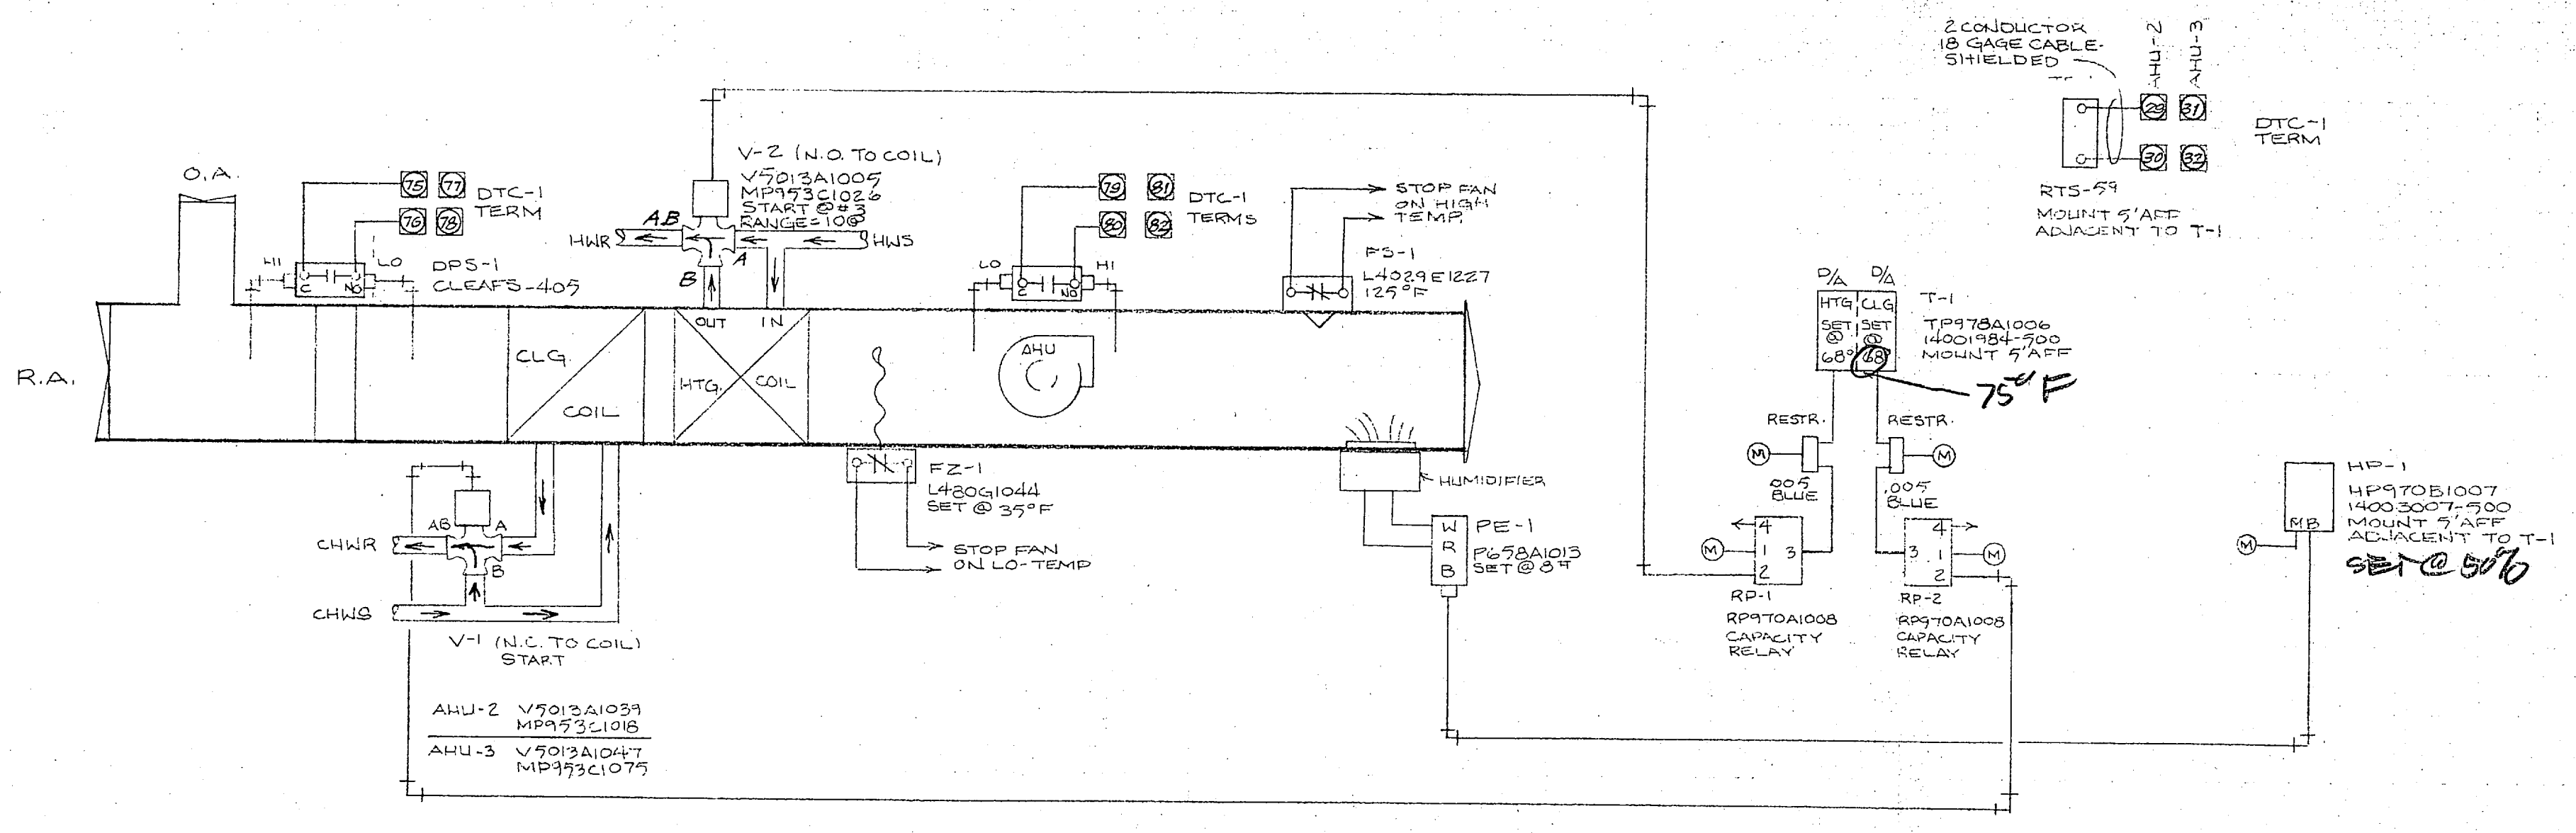 2 CONDUCTOR
18 GAGE CABLE-
SHIELDED
AHU-2
AHU-3
29 31
30 32
DTC-1
TERM
RTS-59
MOUNT 5'AFF
ADJACENT TO T-1
O.A.
75 77
76 78
DTC-1
TERM
HI
LO
C
NO
DPS-1
CLEAFS-405
V-2 (N.O. TO COIL)
V5013A1005
MP953C1026
START @ #3
RANGE=10@
AB
HWR
HWS
A
B
OUT
IN
79 81
80 82
DTC-1
TERMS
LO
HI
C
NO
STOP FAN
ON HIGH
TEMP.
FS-1
L4029E1227
125°F
R.A.
CLG
COIL
HTG.
COIL
AHU
D/A D/A
HTG CLG
SET SET
@ @
68° 68°
T-1
TP978A1006
14001984-500
MOUNT 5'AFF
75°F
RESTR.
RESTR.
M
M
.005
BLUE
.005
BLUE
FZ-1
L480G1044
SET @ 35°F
STOP FAN
ON LO-TEMP
HUMIDIFIER
W
R
B
PE-1
P658A1013
SET @ 8#
4
1
3
2
M
RP-1
RP970A1008
CAPACITY
RELAY
4
3
1
2
M
RP-2
RP970A1008
CAPACITY
RELAY
HP-1
HP970B1007
14003007-500
MOUNT 5'AFF
ADJACENT TO T-1
SET @ 50%
M B
M
AB
A
B
CHWR
CHWS
V-1 (N.C. TO COIL)
START
AHU-2 V5013A1039
MP953C1018
AHU-3 V5013A1047
MP953C1075